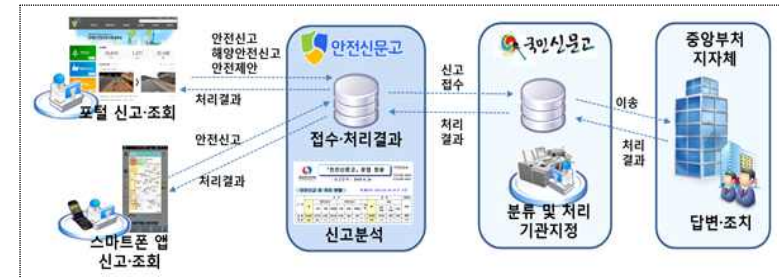 안전신고
해양안전신고
안전제안
처리결과
포털 신고·조회
안전신고
처리결과
스마트폰 앱
신고·조회
안전신문고
접수·처리결과
신고분석
신고
접수
처리
결과
국민신문고
분류 및 처리
기관지정
이송
처리
결과
중앙부처
지자체
답변·조치